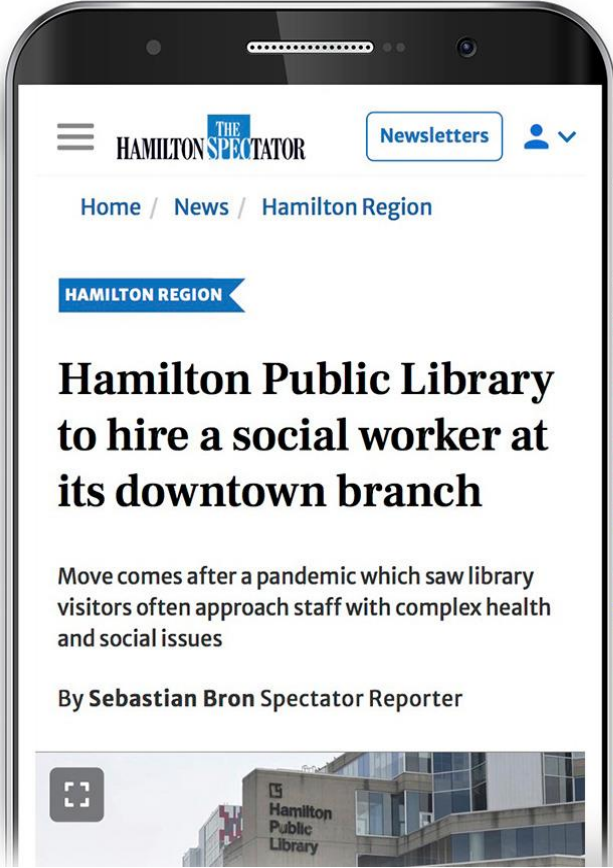 THE
HAMILTON SPECTATOR
Newsletters
Home / News / Hamilton Region
HAMILTON REGION
Hamilton Public Library
to hire a social worker at
its downtown branch
Move comes after a pandemic which saw library
visitors often approach staff with complex health
and social issues
By Sebastian Bron Spectator Reporter
Hamilton
Public
Library